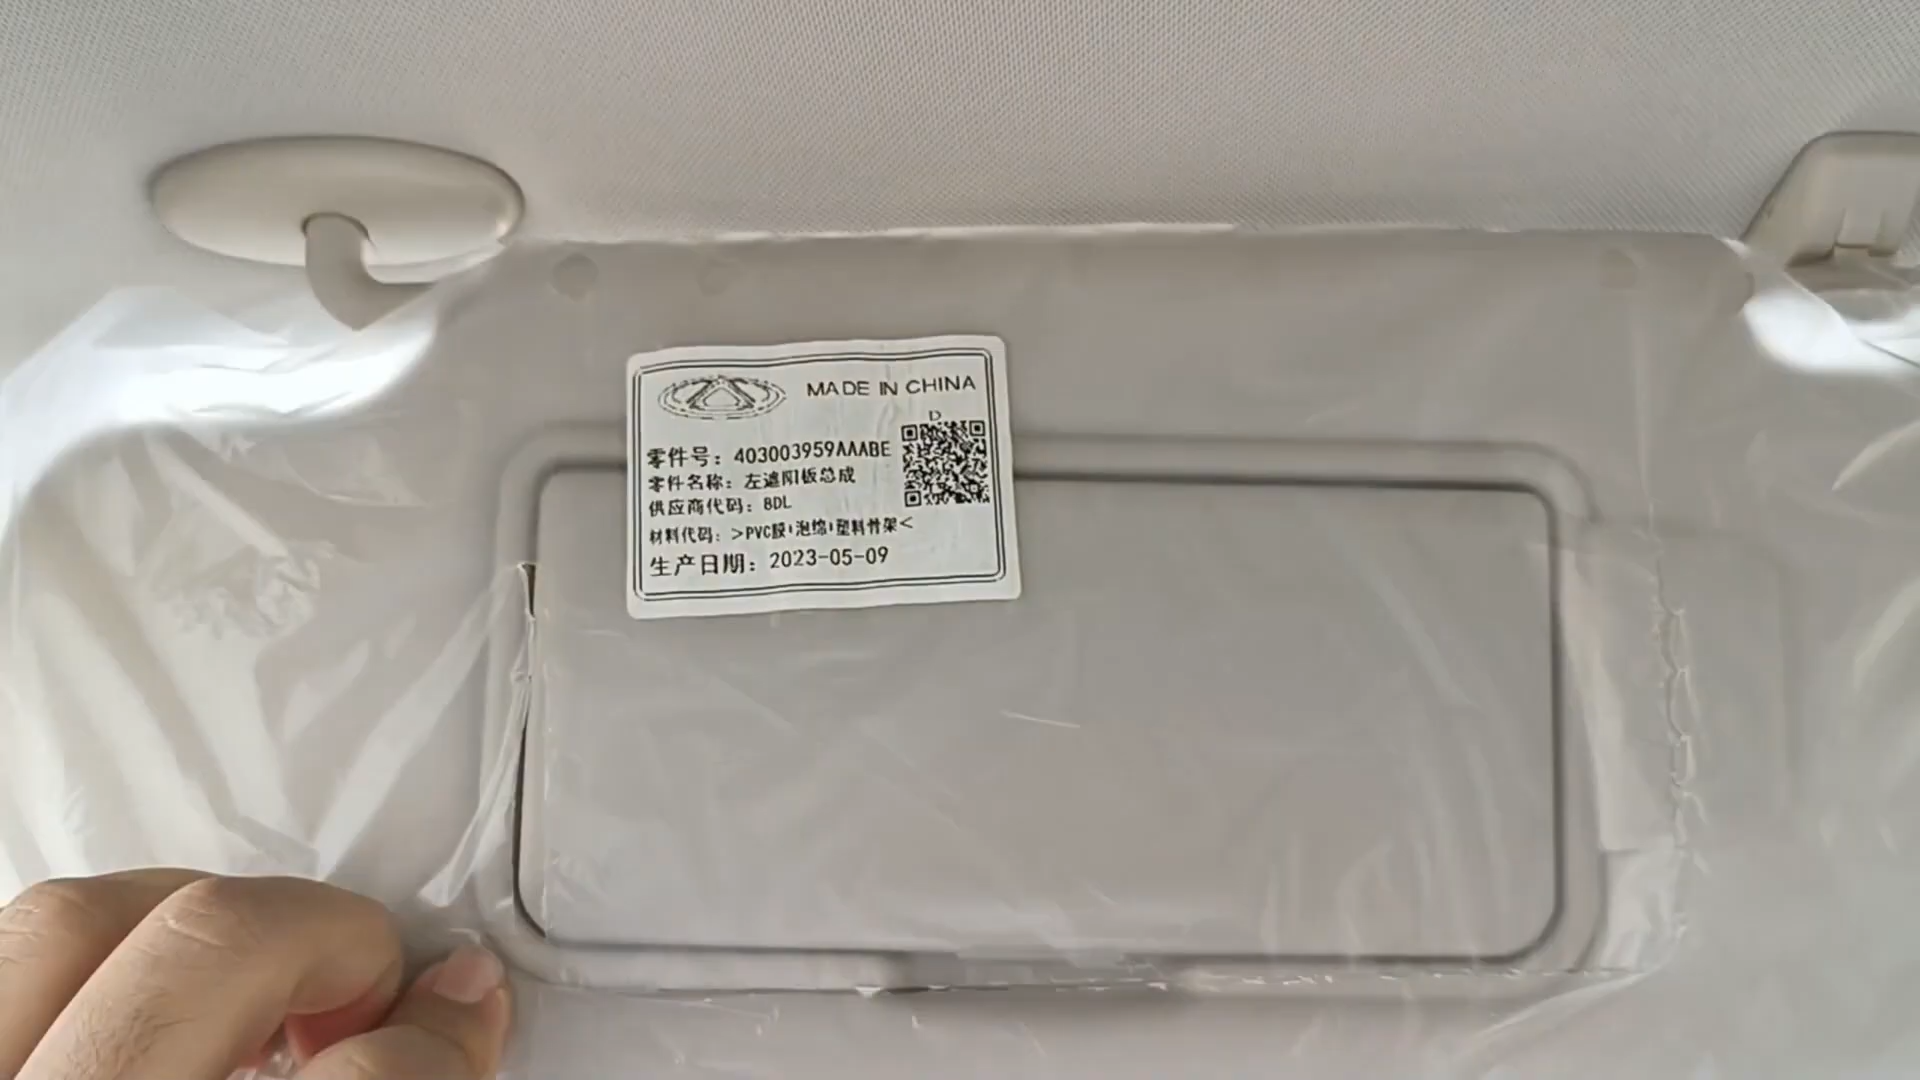 MADE IN CHINA
D
零件号：403003959AAABE
零件名称：左遮阳板总成
供应商代码：BDL
材料代码：>PVC膜+泡绵+塑料骨架<
生产日期：2023-05-09